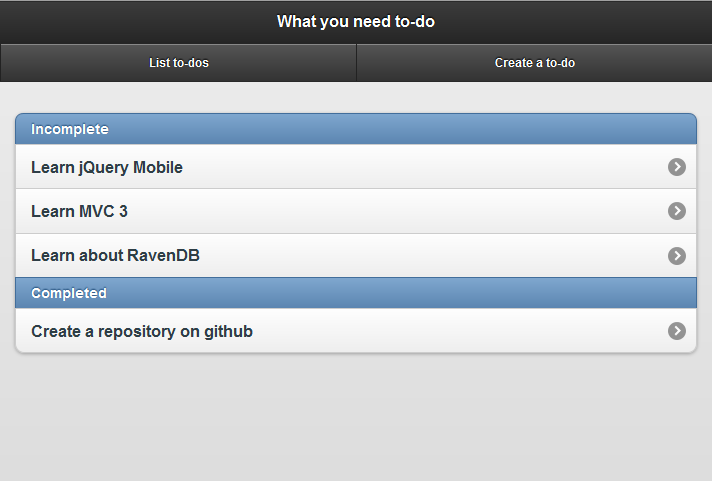 What you need to-do
List to-dos
Create a to-do
Incomplete
Learn jQuery Mobile
Learn MVC 3
Learn about RavenDB
Completed
Create a repository on github